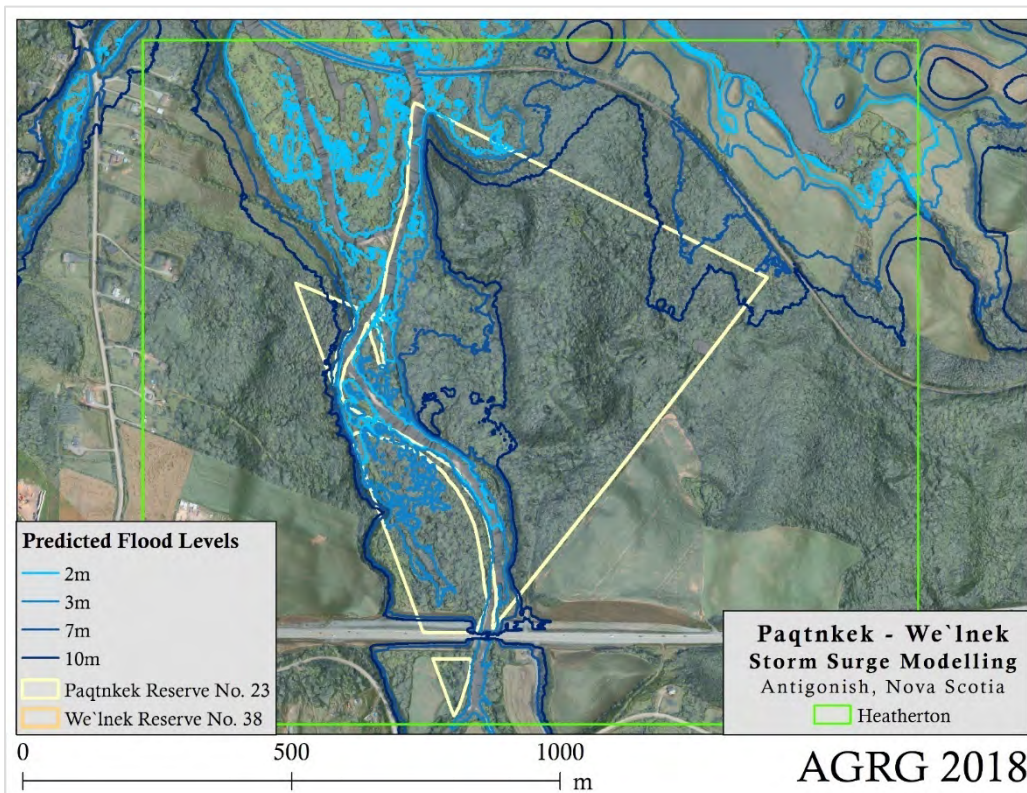 Predicted Flood Levels
2m
3m
7m
10m
Paqtnkek Reserve No. 23
We`lnek Reserve No. 38
Paqtnkek - We`lnek
Storm Surge Modelling
Antigonish, Nova Scotia
Heatherton
0 500 1000
m
AGRG 2018